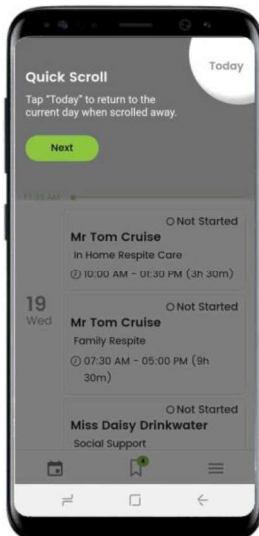 Today
Quick Scroll
Tap "Today" to return to the
current day when scrolled away.
Next
Not Started
Mr Tom Cruise
In Home Respite Care
10:00 AM - 01:30 PM (3h 30m)
19
Wed
Not Started
Mr Tom Cruise
Family Respite
07:30 AM - 05:00 PM (9h
30m)
Not Started
Miss Daisy Drinkwater
Social Support
4